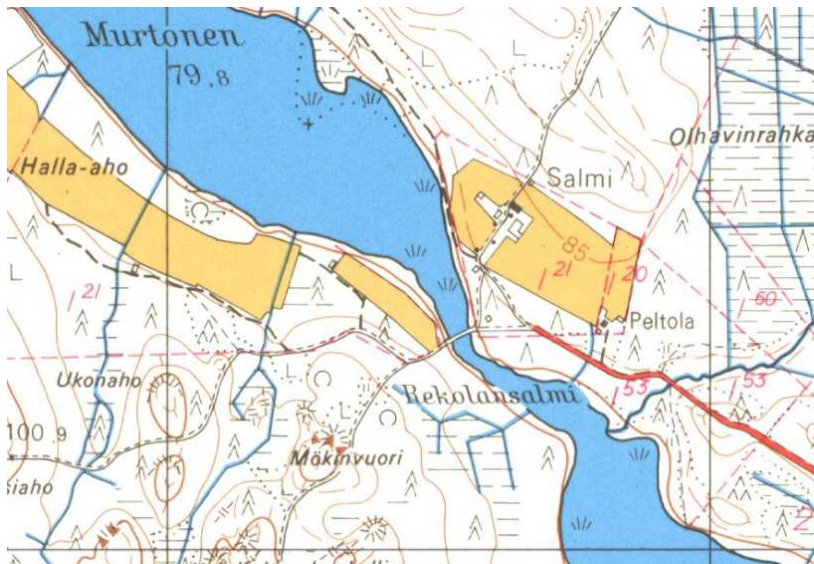 Murtonen
79,8
Olhavinrahka
Halla-aho
Salmi
85
/21
/20
/21
/60
Peltola
Ukonaho
Rekolansalmi
/53
/53
100 9
Mökinvuori
siaho